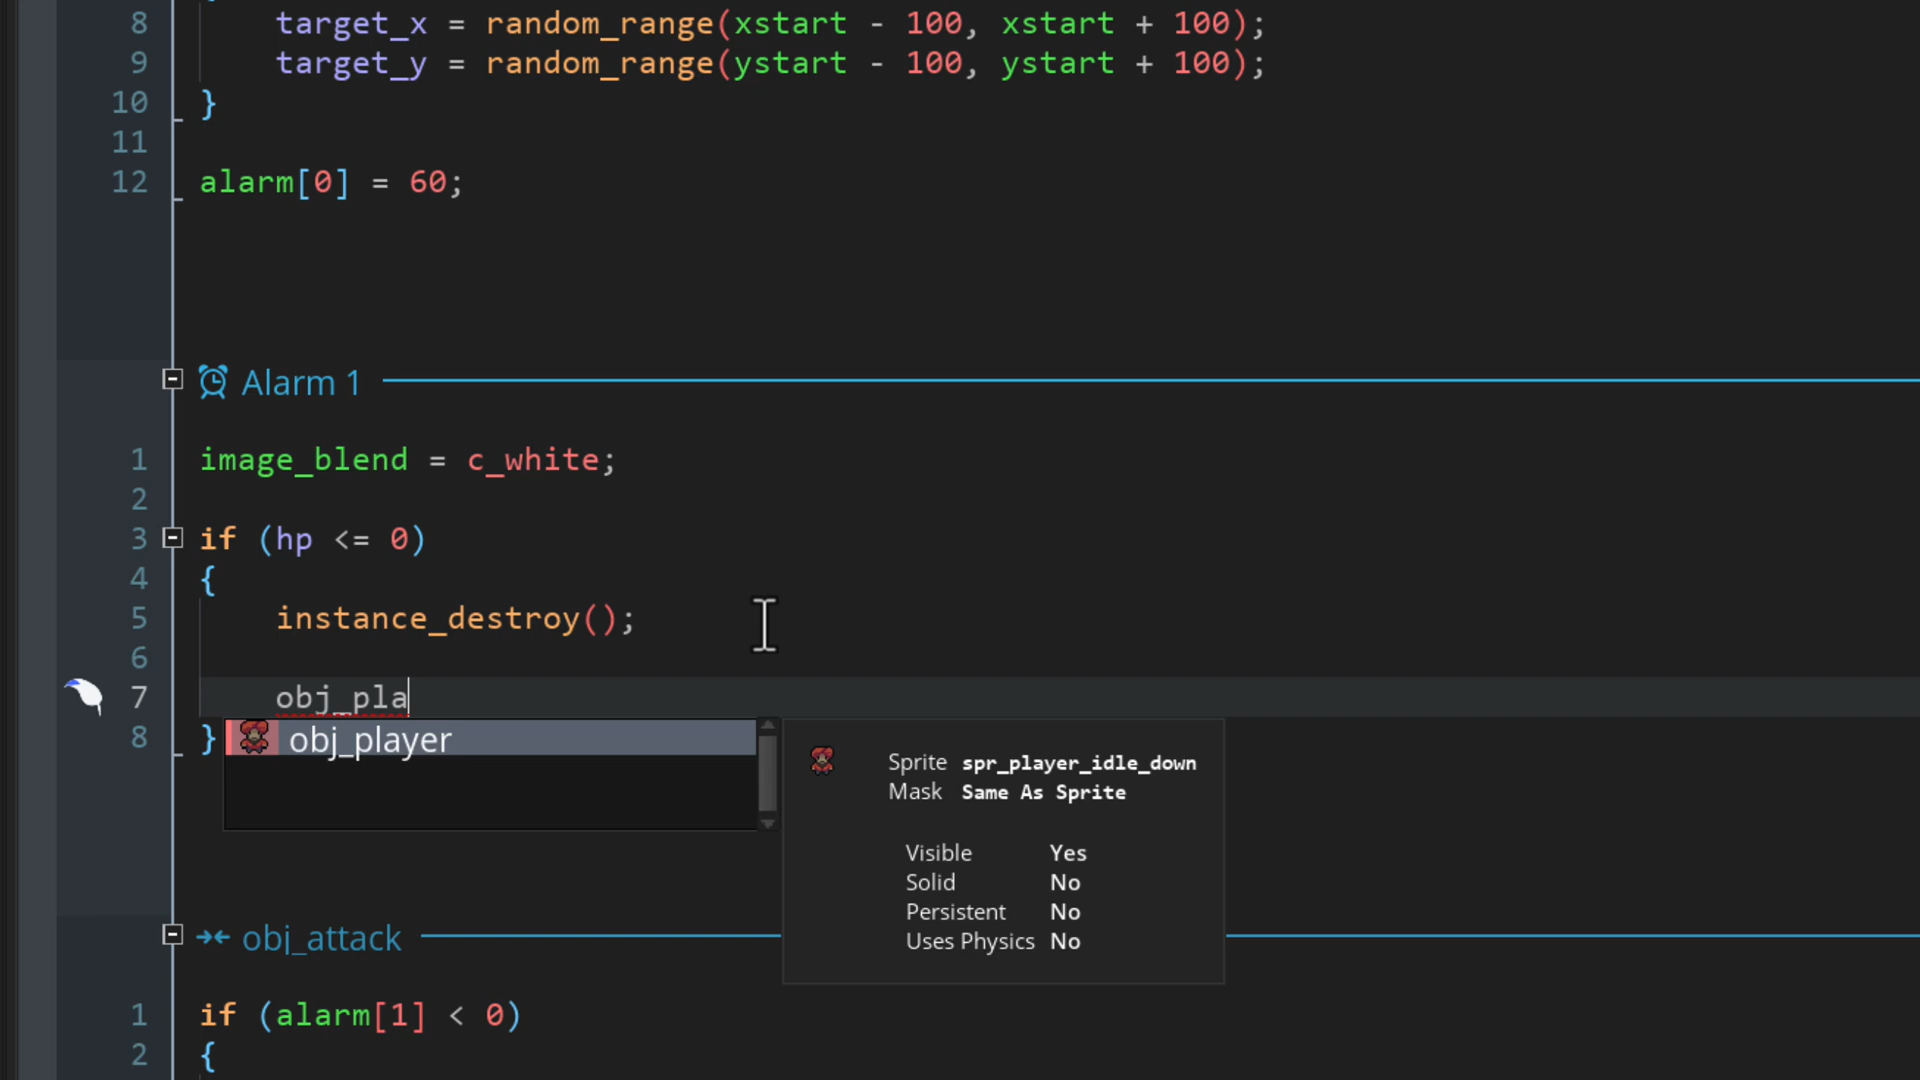 8 target_x = random_range(xstart - 100, xstart + 100);
9 target_y = random_range(ystart - 100, ystart + 100);
10 }
11
12 alarm[0] = 60;
Alarm 1
1 image_blend = c_white;
2
3 if (hp <= 0)
4 {
5 instance_destroy();
6
7 obj_pla
8 }
obj_player
Sprite spr_player_idle_down
Mask Same As Sprite
Visible Yes
Solid No
Persistent No
Uses Physics No
obj_attack
1 if (alarm[1] < 0)
2 {